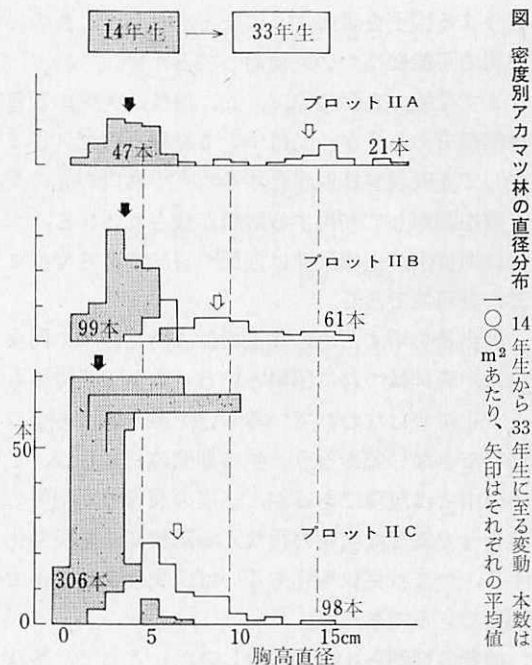 図 密度別アカマツ林の直径分布 14年生から33年生に至る変動 本数は
一〇〇m²あたり、矢印はそれぞれの平均値
14年生 → 33年生
プロットⅡA
47本
21本
プロットⅡB
99本
61本
本
50
プロットⅡC
306本
98本
0
0
5
10
15cm
胸高直径